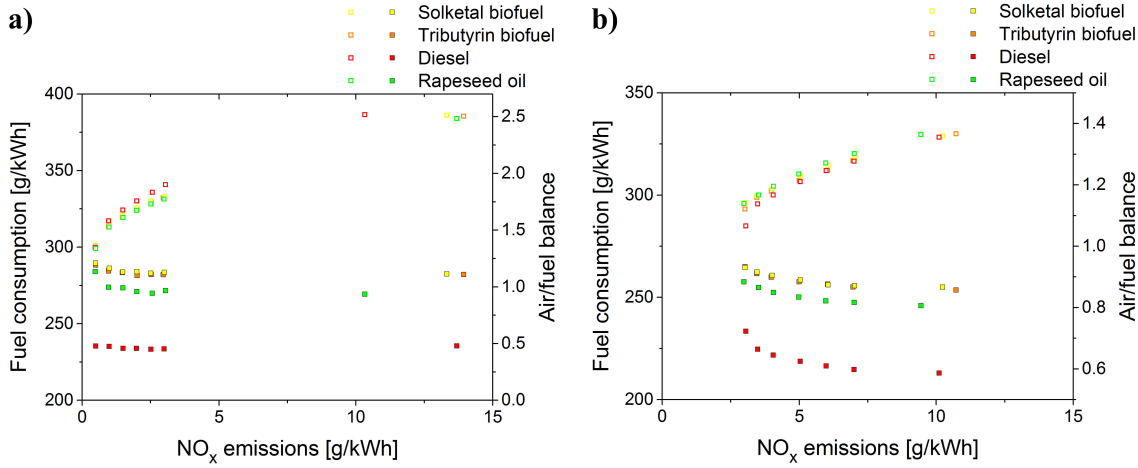 a)
Solketal biofuel
Tributyrin biofuel
Diesel
Rapeseed oil
400
350
300
250
200
Fuel consumption [g/kWh]
2.5
2.0
1.5
1.0
0.5
0.0
Air/fuel balance
0 5 10 15
NOx emissions [g/kWh]
b)
Solketal biofuel
Tributyrin biofuel
Diesel
Rapeseed oil
350
300
250
200
Fuel consumption [g/kWh]
1.4
1.2
1.0
0.8
0.6
Air/fuel balance
0 5 10 15
NOx emissions [g/kWh]